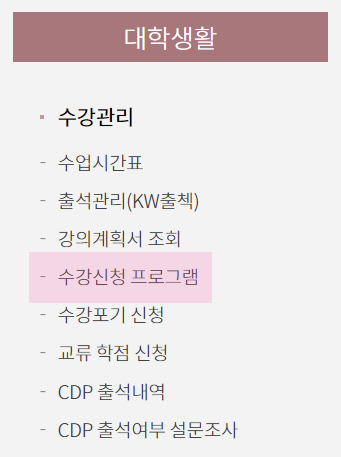 대학생활
수강관리
- 수업시간표
- 출석관리(KW출첵)
- 강의계획서 조회
- 수강신청 프로그램
- 수강포기 신청
- 교류 학점 신청
- CDP 출석내역
- CDP 출석여부 설문조사